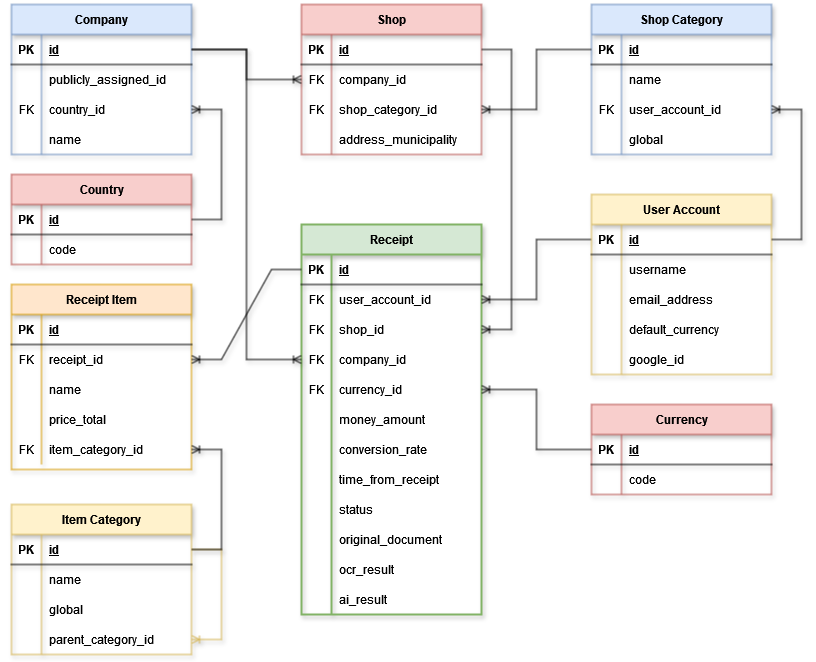 Company
PK id
publicly_assigned_id
FK country_id
name
Country
PK id
code
Receipt Item
PK id
FK receipt_id
name
price_total
FK item_category_id
Item Category
PK id
name
global
parent_category_id
Shop
PK id
FK company_id
FK shop_category_id
address_municipality
Receipt
PK id
FK user_account_id
FK shop_id
FK company_id
FK currency_id
money_amount
conversion_rate
time_from_receipt
status
original_document
ocr_result
ai_result
Shop Category
PK id
name
FK user_account_id
global
User Account
PK id
username
email_address
default_currency
google_id
Currency
PK id
code